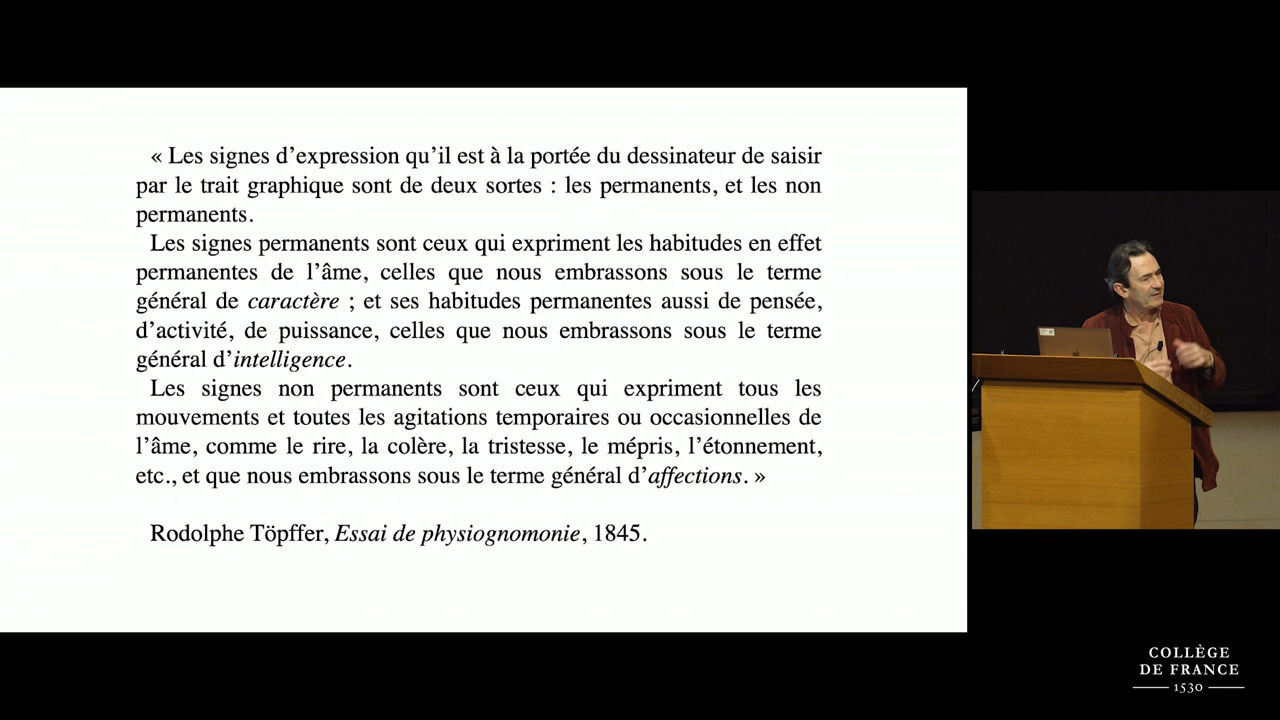 « Les signes d’expression qu’il est à la portée du dessinateur de saisir
par le trait graphique sont de deux sortes : les permanents, et les non
permanents.
Les signes permanents sont ceux qui expriment les habitudes en effet
permanentes de l’âme, celles que nous embrassons sous le terme
général de caractère ; et ses habitudes permanentes aussi de pensée,
d’activité, de puissance, celles que nous embrassons sous le terme
général d’intelligence.
Les signes non permanents sont ceux qui expriment tous les
mouvements et toutes les agitations temporaires ou occasionnelles de
l’âme, comme le rire, la colère, la tristesse, le mépris, l’étonnement,
etc., et que nous embrassons sous le terme général d’affections. »
Rodolphe Töpffer, Essai de physiognomonie, 1845.
COLLÈGE
DE FRANCE
1530